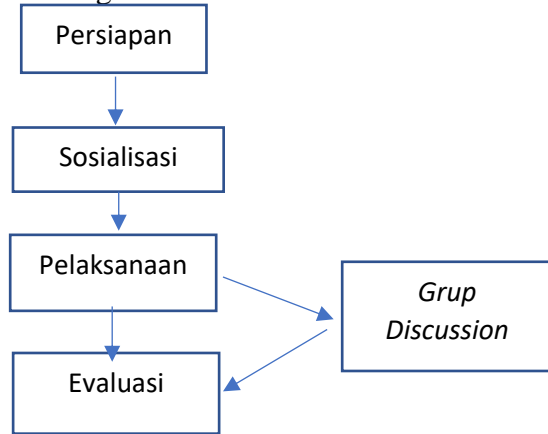 Persiapan
Sosialisasi
Pelaksanaan
Grup
Discussion
Evaluasi